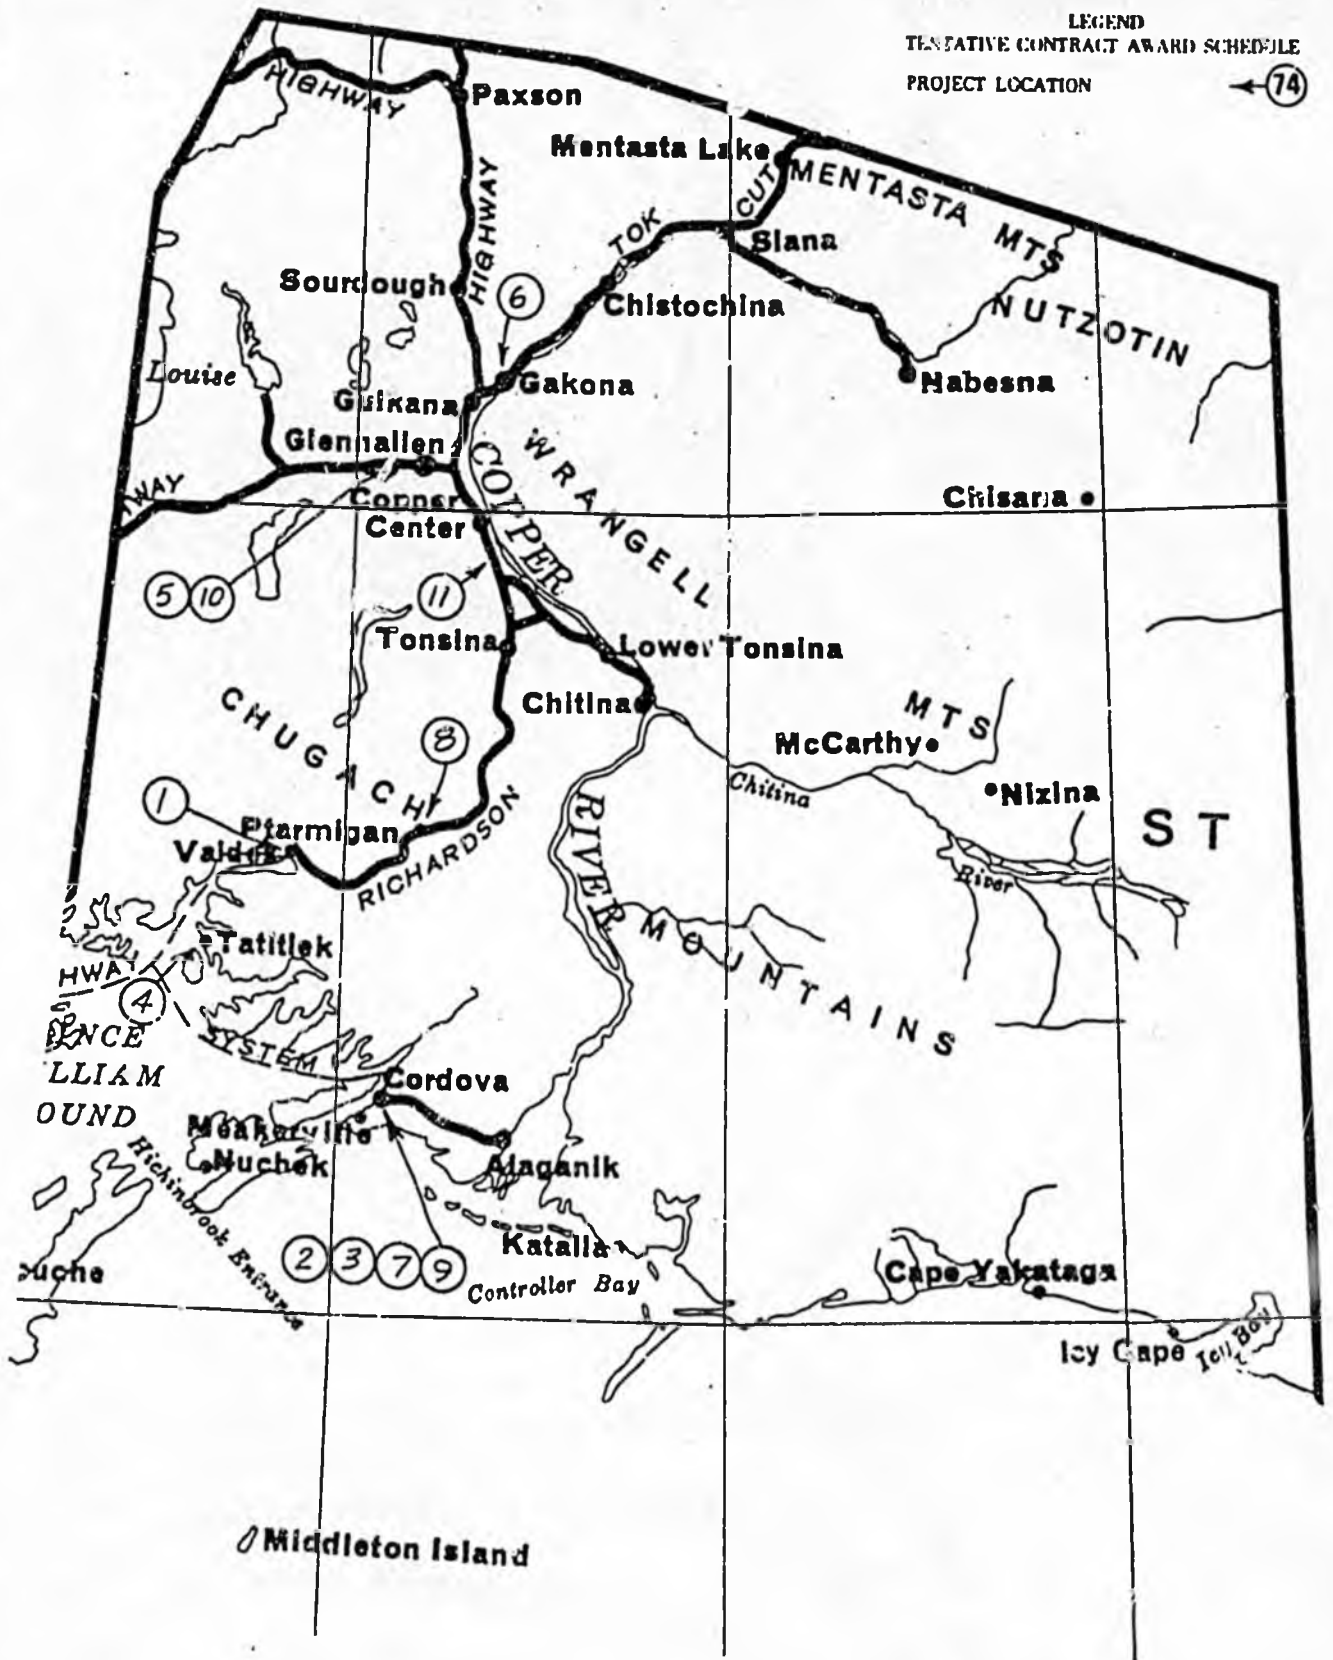 LEGEND
TENTATIVE CONTRACT AWARD SCHEDULE
PROJECT LOCATION
74
HIGHWAY
Paxson
Mentasta Lake
MENTASTA MTS
HIGHWAY
TOK
CUT
Slana
Sourdough
6
Chistochina
NUTZOTIN
Louise
Gakona
Nabesna
Gulkana
Glennallen
COPPER
WRANGELL
HWAY
Copper
Center
Chisana
5 10
11
Tonsina
Lower Tonsina
CHUGACH
Chitina
MTS
8
McCarthy
Chitina
Nizina
1
RIVER
ST
Ptarmigan
Valdez
RICHARDSON
River
MOUNTAINS
Tatitlek
HWAY
4
NCE
LLIAM
OUND
SYSTEM
Cordova
Meakerville
Nuchek
Alaganik
Hichinbrook Entrance
2 3 7 9
Katalla
Controller Bay
ouche
Cape Yakataga
Icy Cape
Icy Bay
Middleton Island